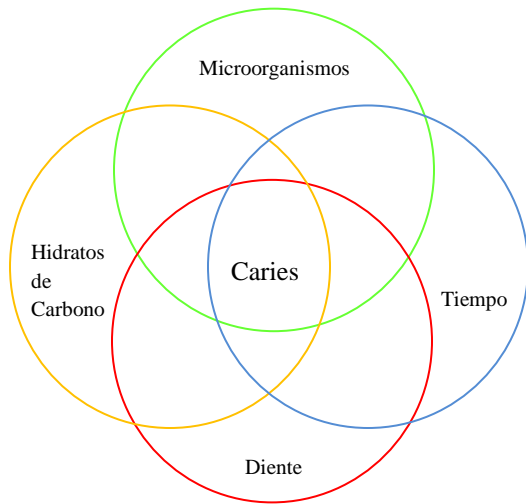 Microorganismos
Hidratos
de
Carbono
Caries
Tiempo
Diente